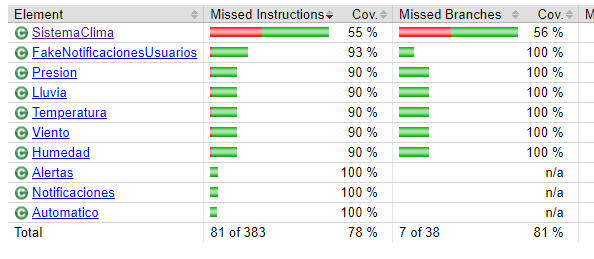 Element Missed Instructions Cov. Missed Branches Cov. M
SistemaClima 55 % 56 %
FakeNotificacionesUsuarios 93 % 100 %
Presion 90 % 100 %
Lluvia 90 % 100 %
Temperatura 90 % 100 %
Viento 90 % 100 %
Humedad 90 % 100 %
Alertas 100 % n/a
Notificaciones 100 % n/a
Automatico 100 % n/a
Total 81 of 383 78 % 7 of 38 81 %